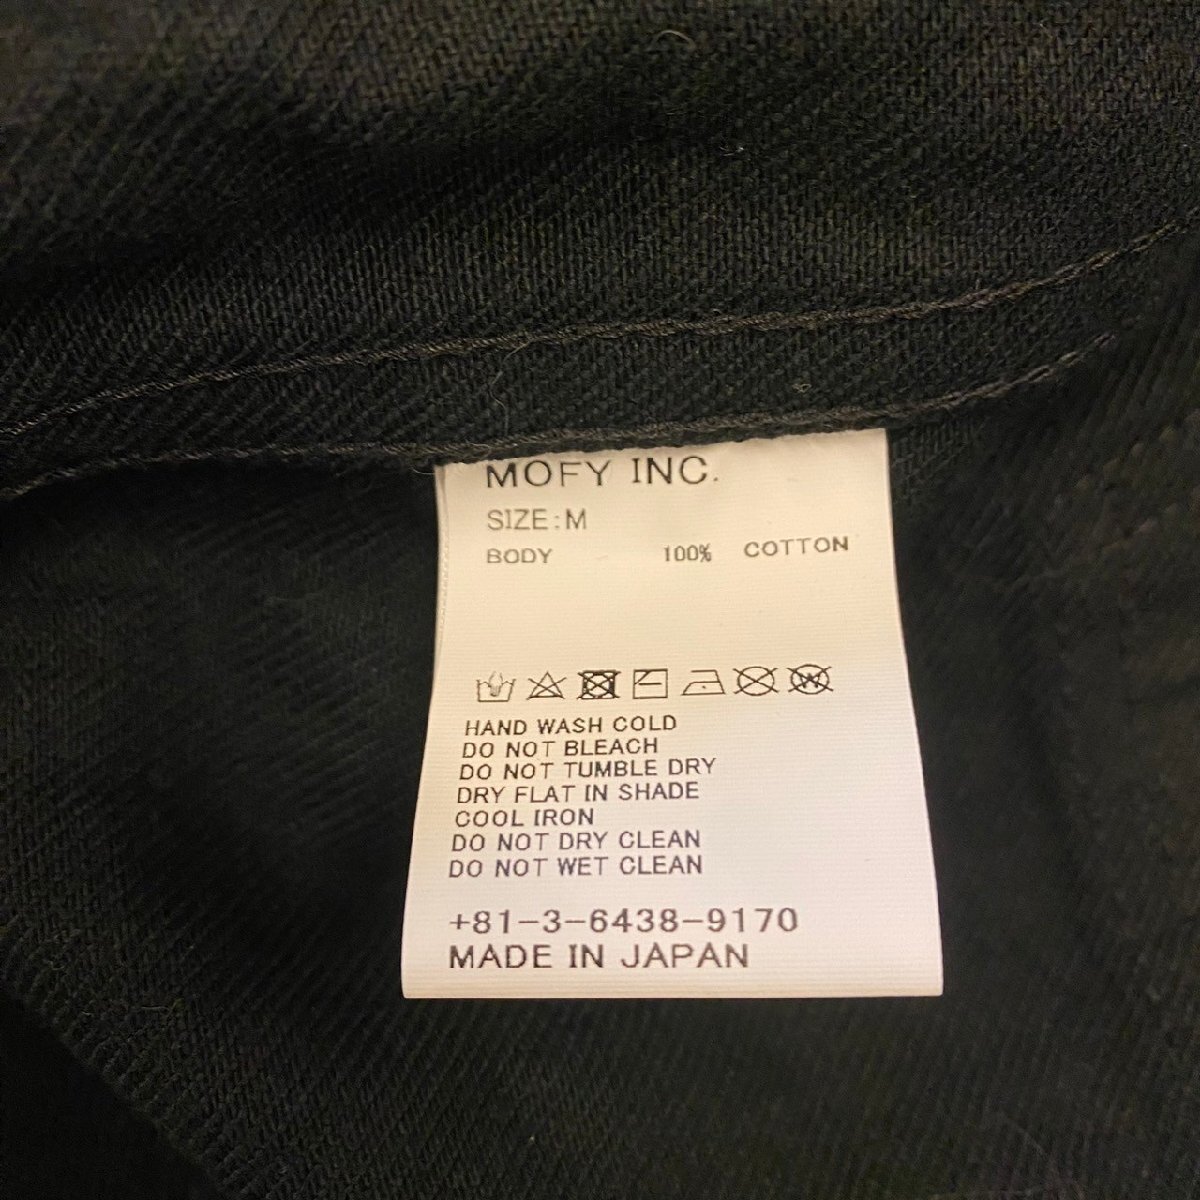 MOFY INC.
SIZE:M
BODY 100% COTTON
W
HAND WASH COLD
DO NOT BLEACH
DO NOT TUMBLE DRY
DRY FLAT IN SHADE
COOL IRON
DO NOT DRY CLEAN
DO NOT WET CLEAN
+81-3-6438-9170
MADE IN JAPAN